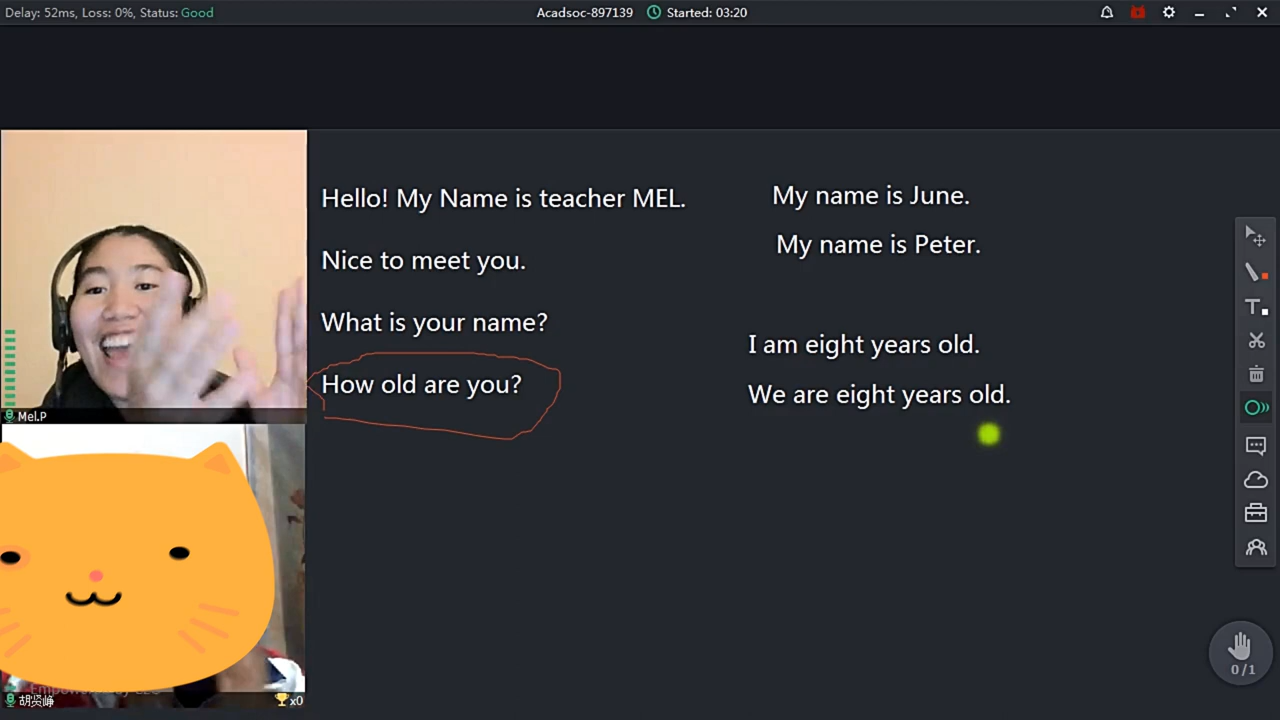 Delay: 52ms, Loss: 0%, Status: Good
Acadsoc-897139
Started: 03:20
Hello! My Name is teacher MEL.
Nice to meet you.
What is your name?
How old are you?
My name is June.
My name is Peter.
I am eight years old.
We are eight years old.
Mel.P
胡贤峥
x0
0/1